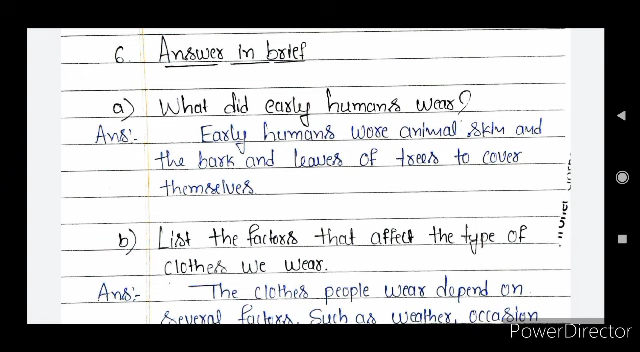 6. Answer in brief
a) What did early humans wear?
Ans:- Early humans wore animal skin and
the bark and leaves of trees to cover
themselves.
b) List the factors that affect the type of
clothes we wear.
Ans:- The clothes people wear depend on
several factors. Such as weather, occasion
PowerDirector